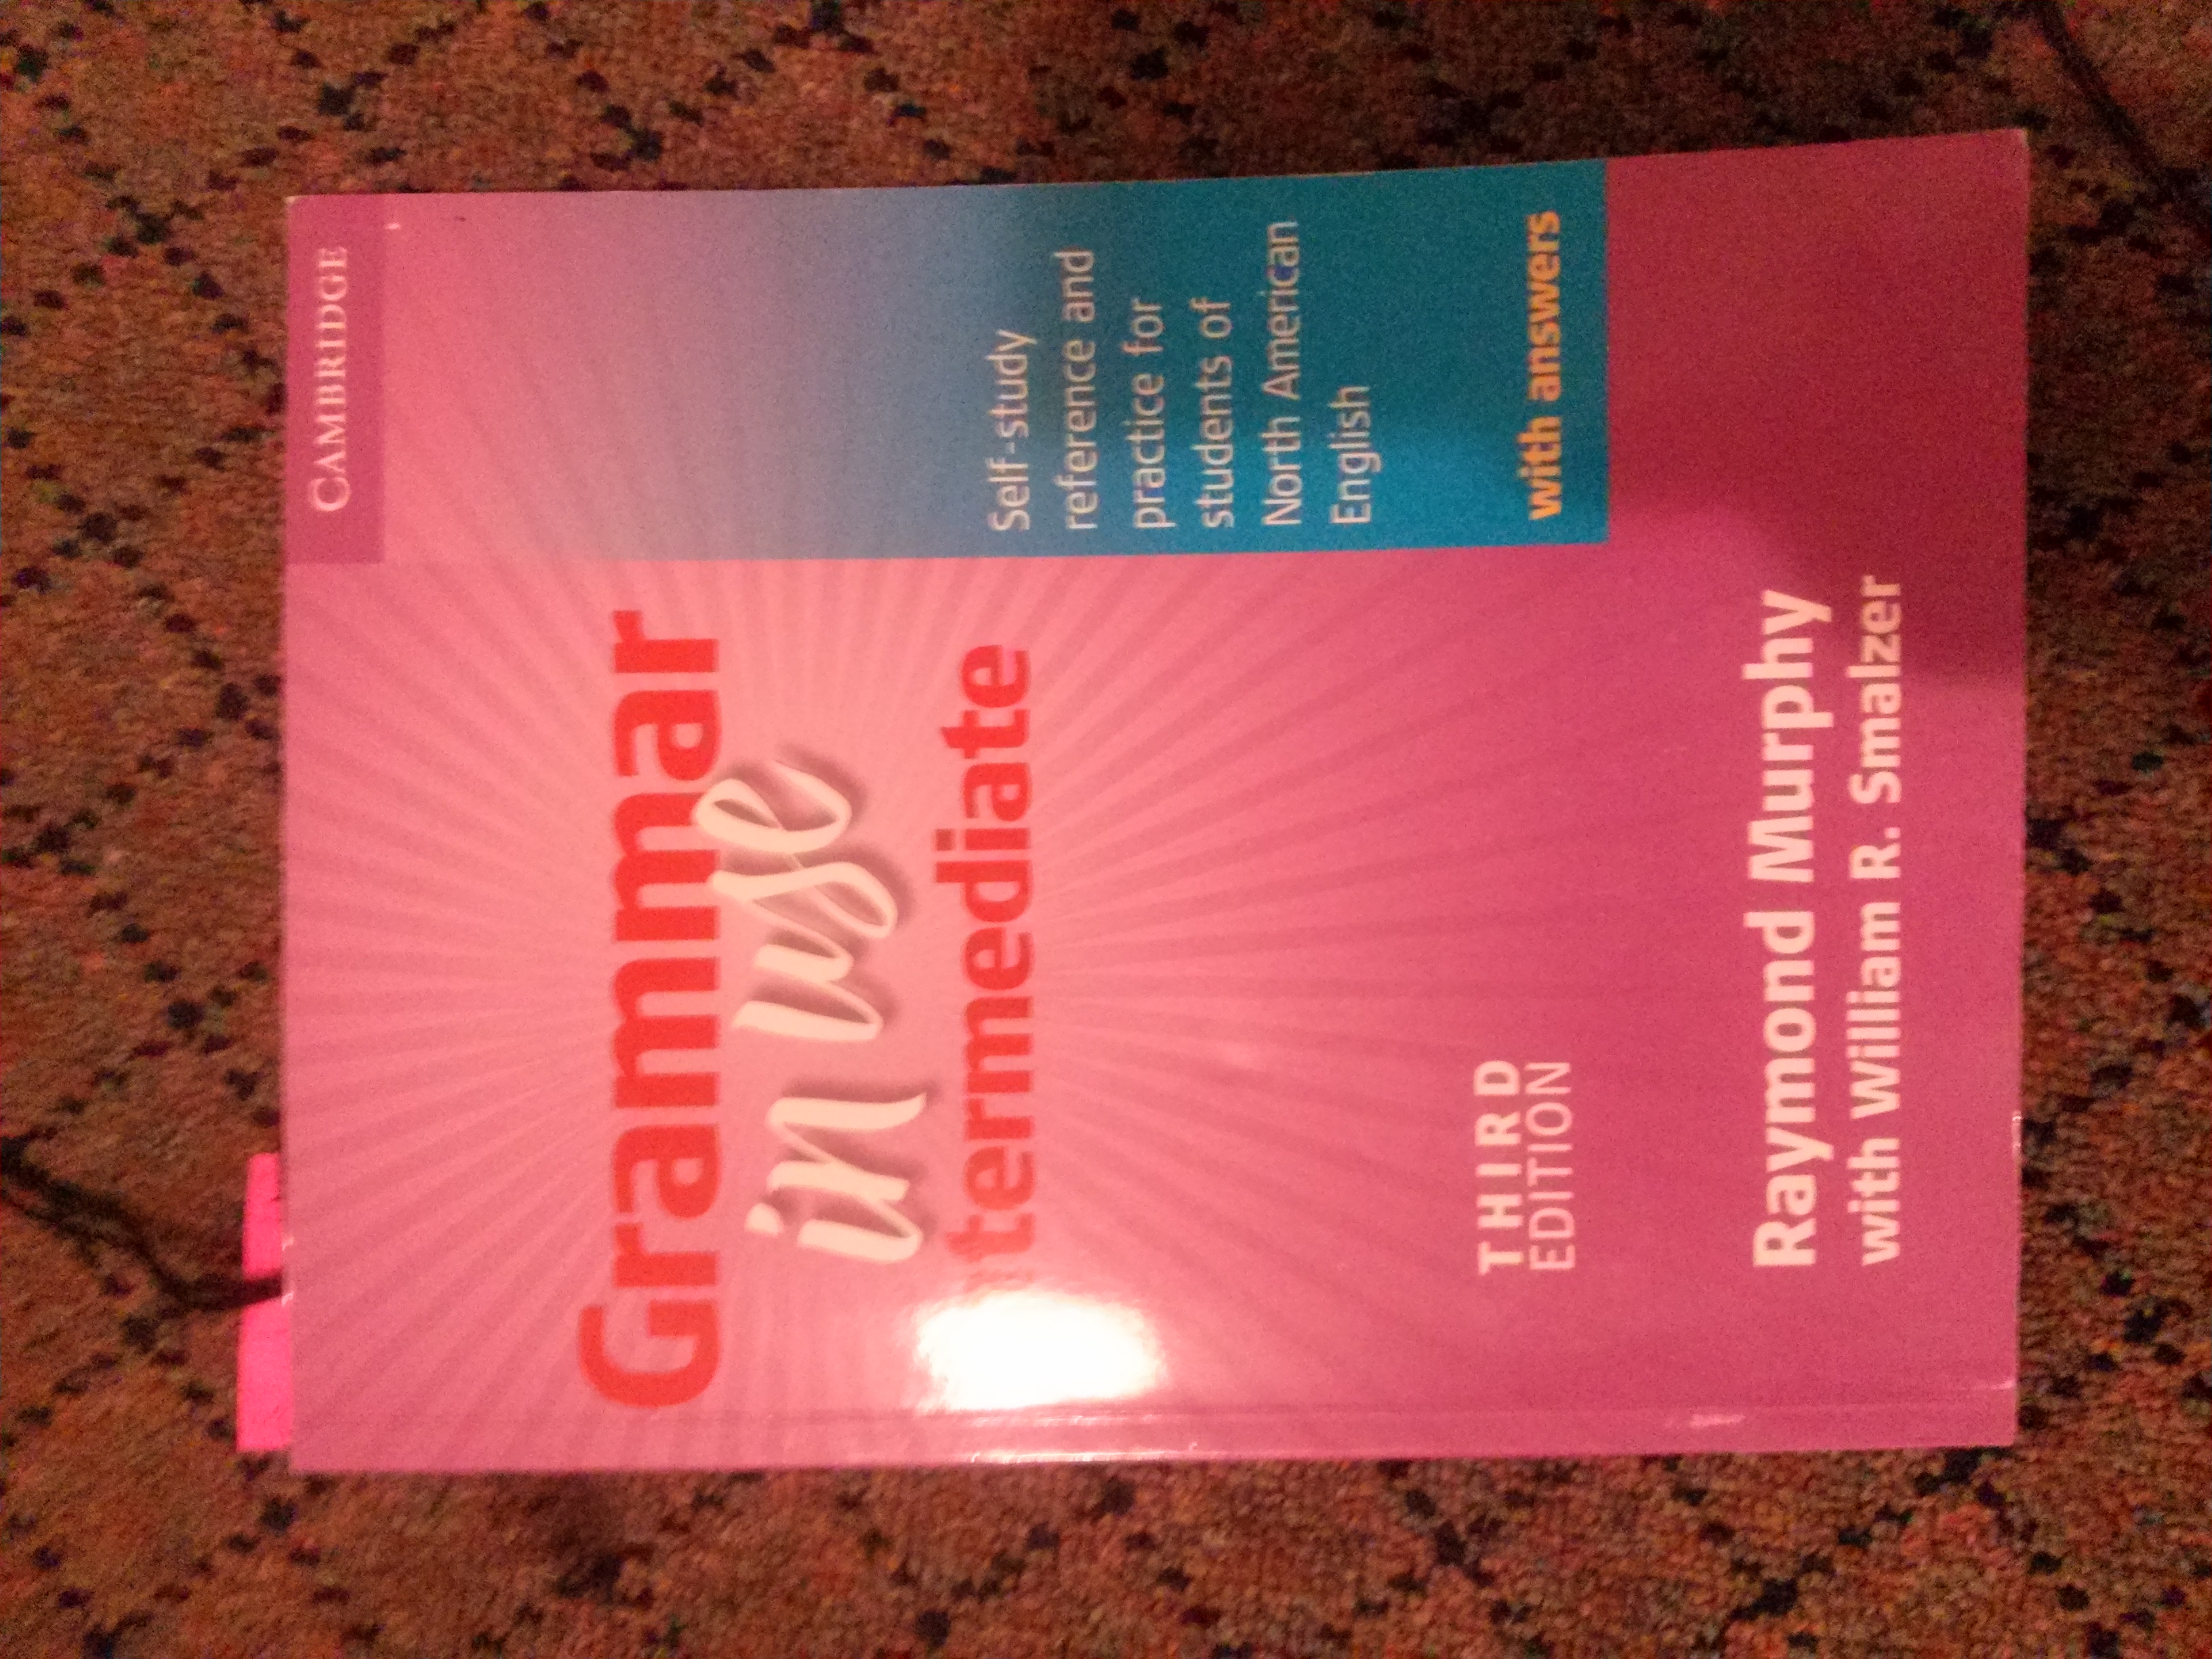 CAMBRIDGE
Grammar
in use
Self-study
reference and
practice for
students of
North American
English
with answers
THIRD
EDITION
Raymond Murphy
with William R. Smalzer